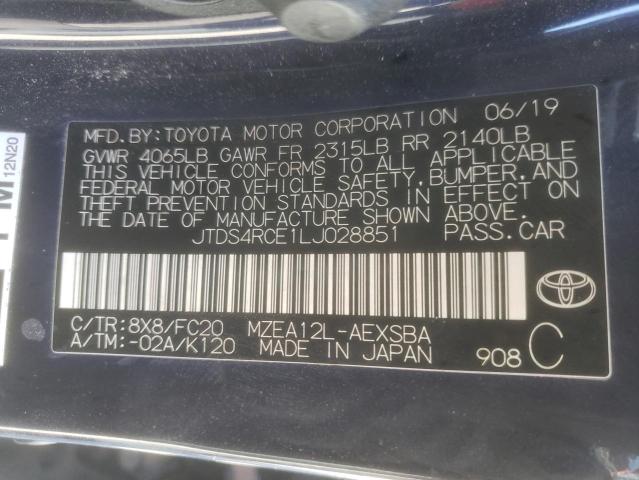 MFD.BY:TOYOTA MOTOR CORPORATION 06/19
GVWR 4065LB GAWR FR 2315LB RR 2140LB
THIS VEHICLE CONFORMS TO ALL APPLICABLE
FEDERAL MOTOR VEHICLE SAFETY,BUMPER,AND
THEFT PREVENTION STANDARDS IN EFFECT ON
THE DATE OF MANUFACTURE SHOWN ABOVE.
JTDS4RCE1LJ028851 PASS.CAR
C/TR:8X8/FC20 MZEA12L-AEXSBA
A/TM:-02A/K120 MADE IN JAPAN 908 C
12N20